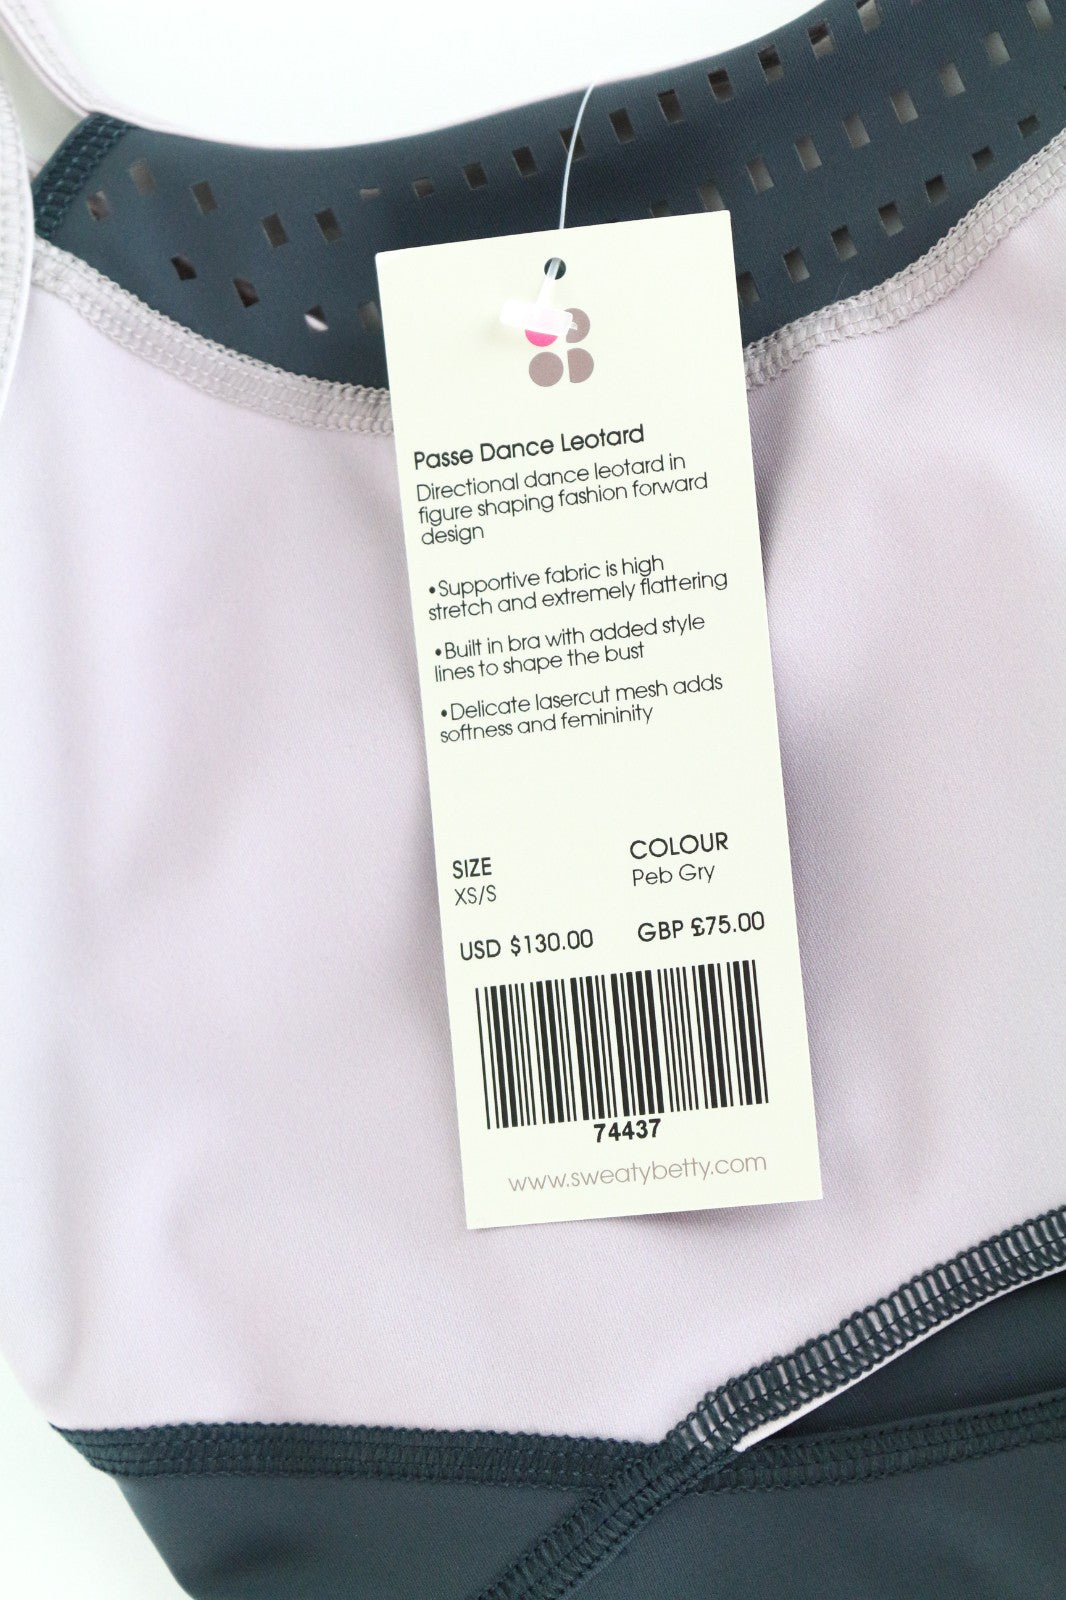 Passe Dance Leotard
Directional dance leotard in
figure shaping fashion forward
design
•Supportive fabric is high
stretch and extremely flattering
•Built in bra with added style
lines to shape the bust
•Delicate lasercut mesh adds
softness and femininity
SIZE
XS/S
COLOUR
Peb Gry
USD $130.00
GBP £75.00
74437
www.sweatybetty.com